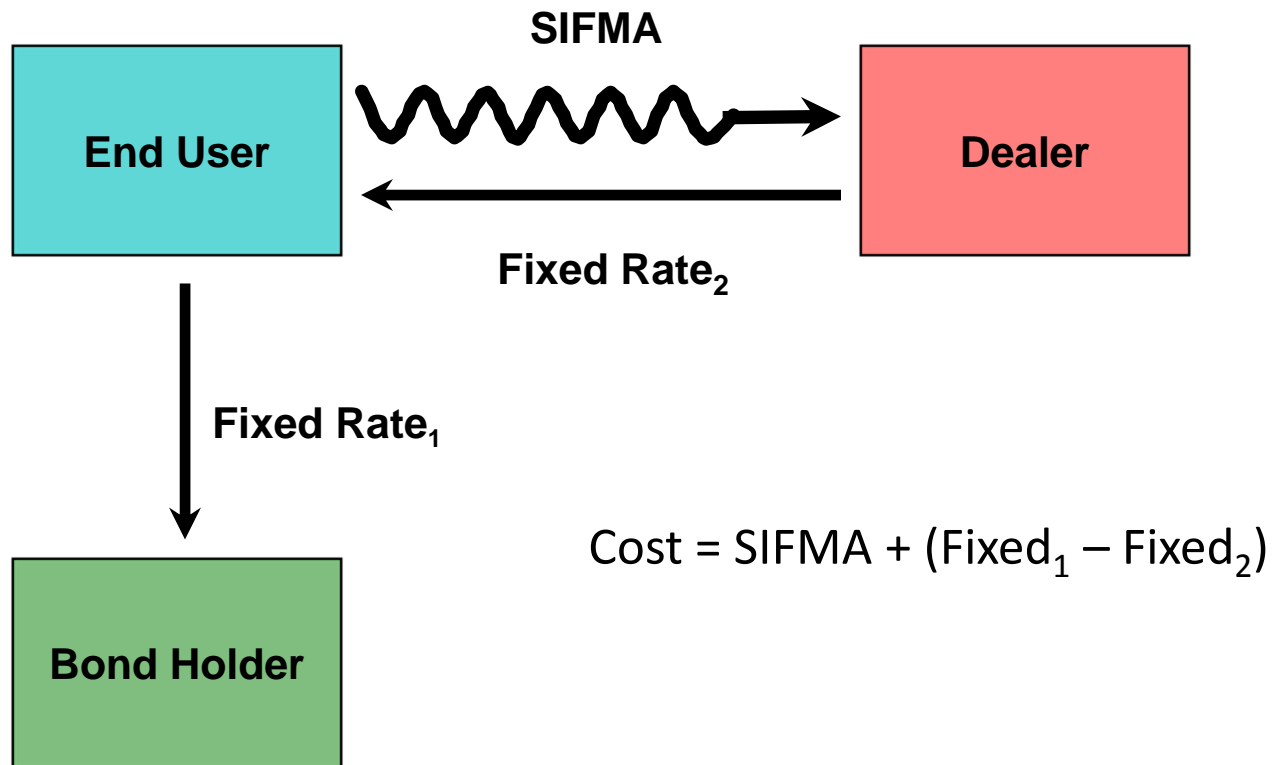 SIFMA
End User
Dealer
Fixed Rate₂
Fixed Rate₁
Cost = SIFMA + (Fixed₁ – Fixed₂)
Bond Holder